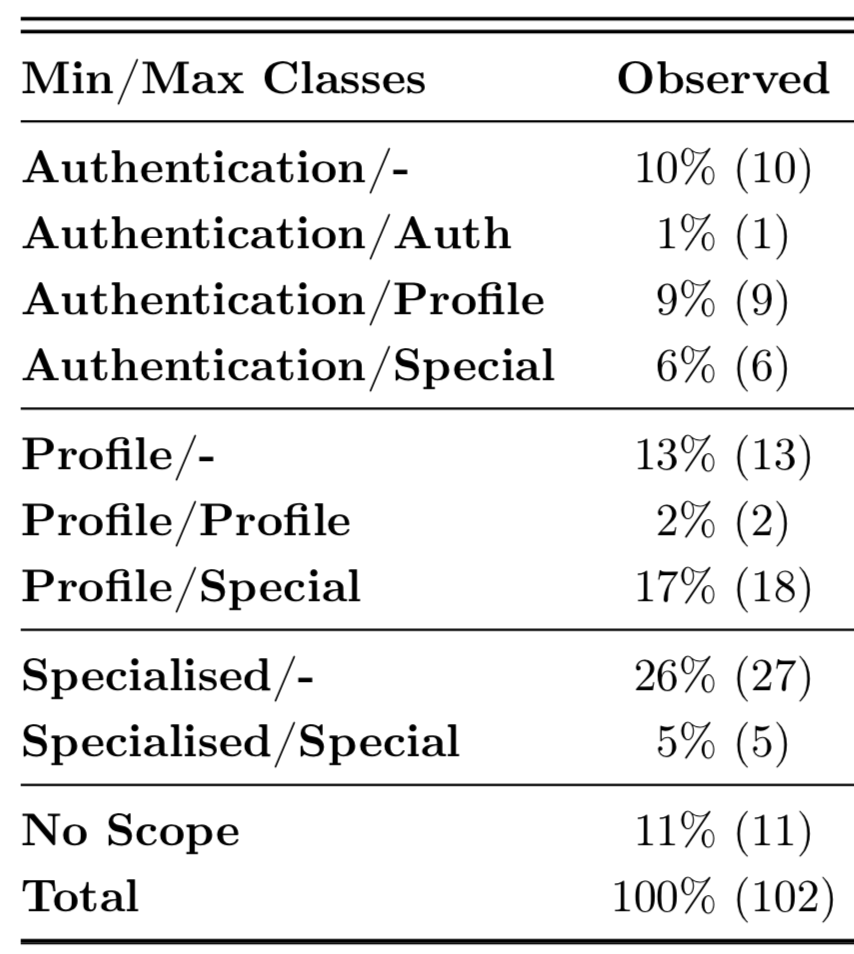 Min/Max Classes Observed
Authentication/- 10% (10)
Authentication/Auth 1% (1)
Authentication/Profile 9% (9)
Authentication/Special 6% (6)
Profile/- 13% (13)
Profile/Profile 2% (2)
Profile/Special 17% (18)
Specialised/- 26% (27)
Specialised/Special 5% (5)
No Scope 11% (11)
Total 100% (102)